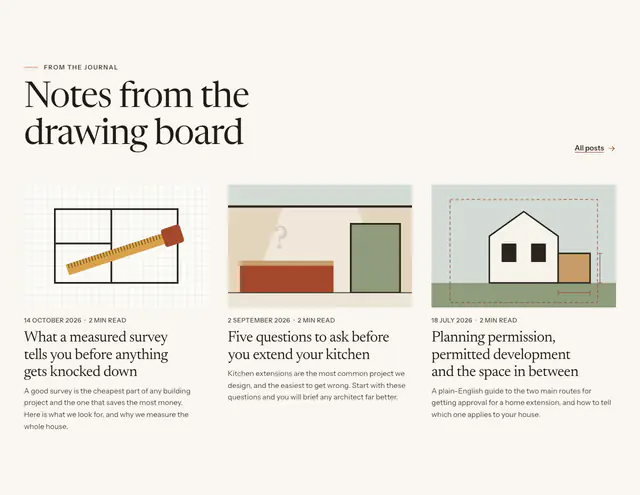 FROM THE JOURNAL
Notes from the
drawing board
All posts →
?
14 OCTOBER 2026 · 2 MIN READ
What a measured survey
tells you before anything
gets knocked down
A good survey is the cheapest part of any building
project and the one that saves the most money.
Here is what we look for, and why we measure the
whole house.
2 SEPTEMBER 2026 · 2 MIN READ
Five questions to ask before
you extend your kitchen
Kitchen extensions are the most common project we
design, and the easiest to get wrong. Start with these
questions and you will brief any architect far better.
18 JULY 2026 · 2 MIN READ
Planning permission,
permitted development
and the space in between
A plain-English guide to the two main routes for
getting approval for a home extension, and how to tell
which one applies to your house.